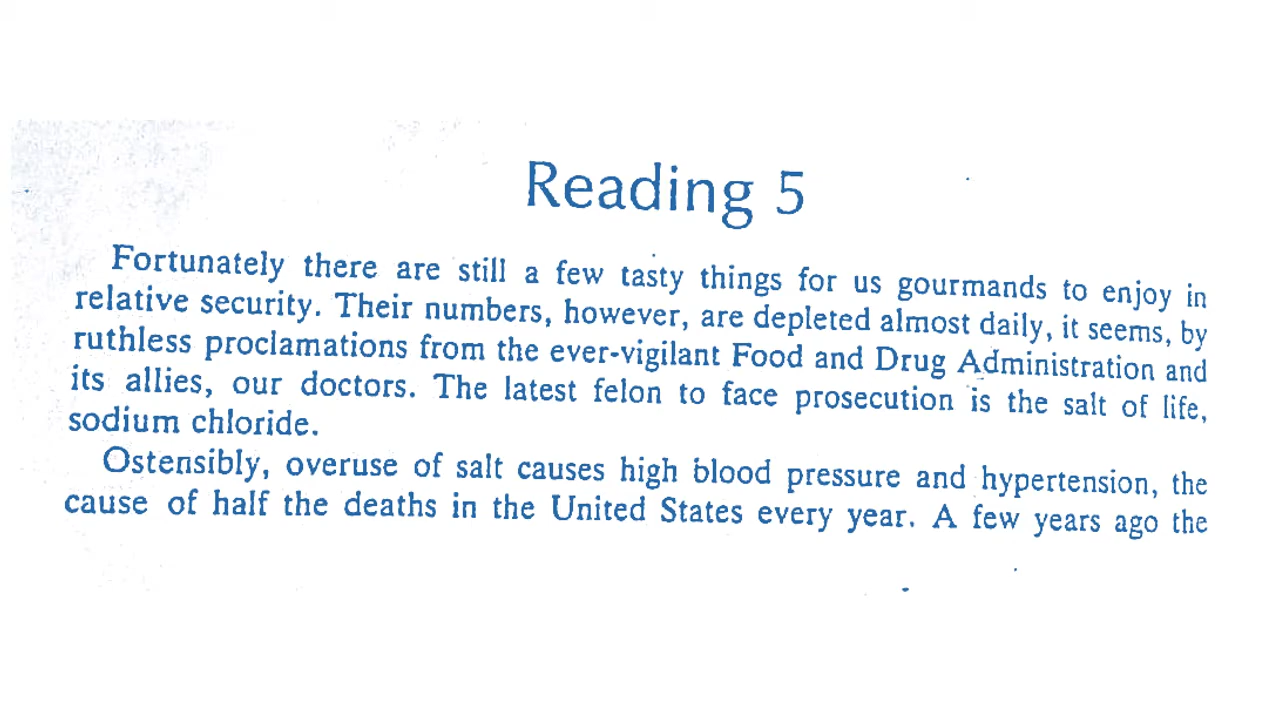 Reading 5
Fortunately there are still a few tasty things for us gourmands to enjoy in
relative security. Their numbers, however, are depleted almost daily, it seems, by
ruthless proclamations from the ever-vigilant Food and Drug Administration and
its allies, our doctors. The latest felon to face prosecution is the salt of life,
sodium chloride.
Ostensibly, overuse of salt causes high blood pressure and hypertension, the
cause of half the deaths in the United States every year. A few years ago the